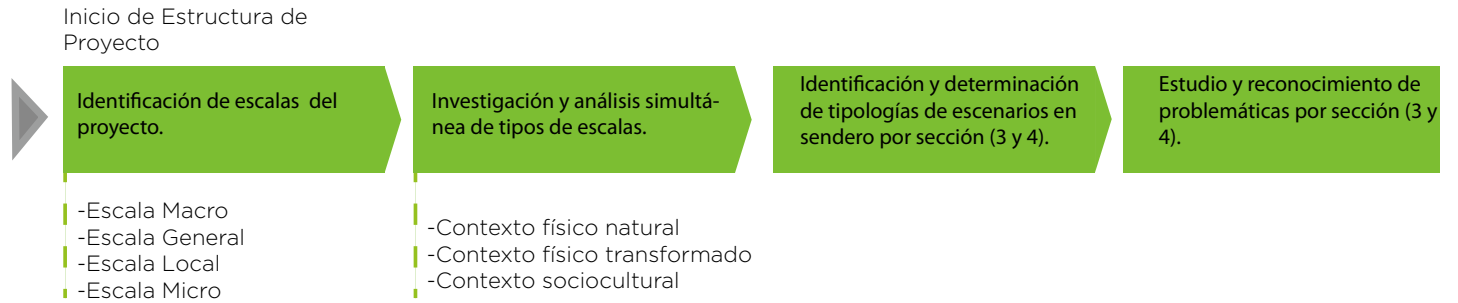 Inicio de Estructura de
Proyecto
Identificación de escalas del
proyecto.
-Escala Macro
-Escala General
-Escala Local
-Escala Micro
Investigación y análisis simultá-
nea de tipos de escalas.
-Contexto físico natural
-Contexto físico transformado
-Contexto sociocultural
Identificación y determinación
de tipologías de escenarios en
sendero por sección (3 y 4).
Estudio y reconocimiento de
problemáticas por sección (3 y
4).